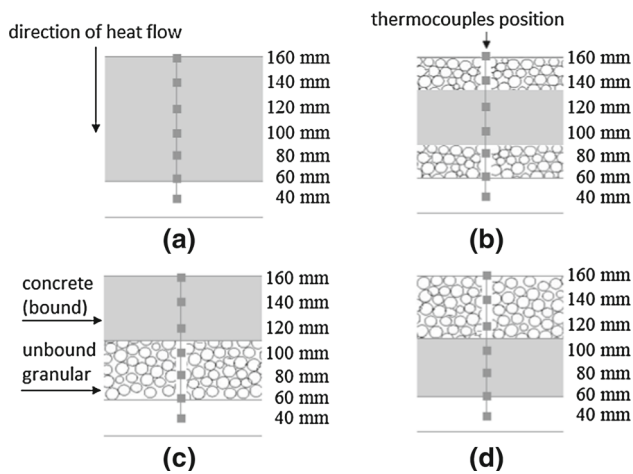 direction of heat flow
160 mm
140 mm
120 mm
100 mm
80 mm
60 mm
40 mm
(a)
thermocouples position
160 mm
140 mm
120 mm
100 mm
80 mm
60 mm
40 mm
(b)
concrete
(bound)
unbound
granular
160 mm
140 mm
120 mm
100 mm
80 mm
60 mm
40 mm
(c)
160 mm
140 mm
120 mm
100 mm
80 mm
60 mm
40 mm
(d)